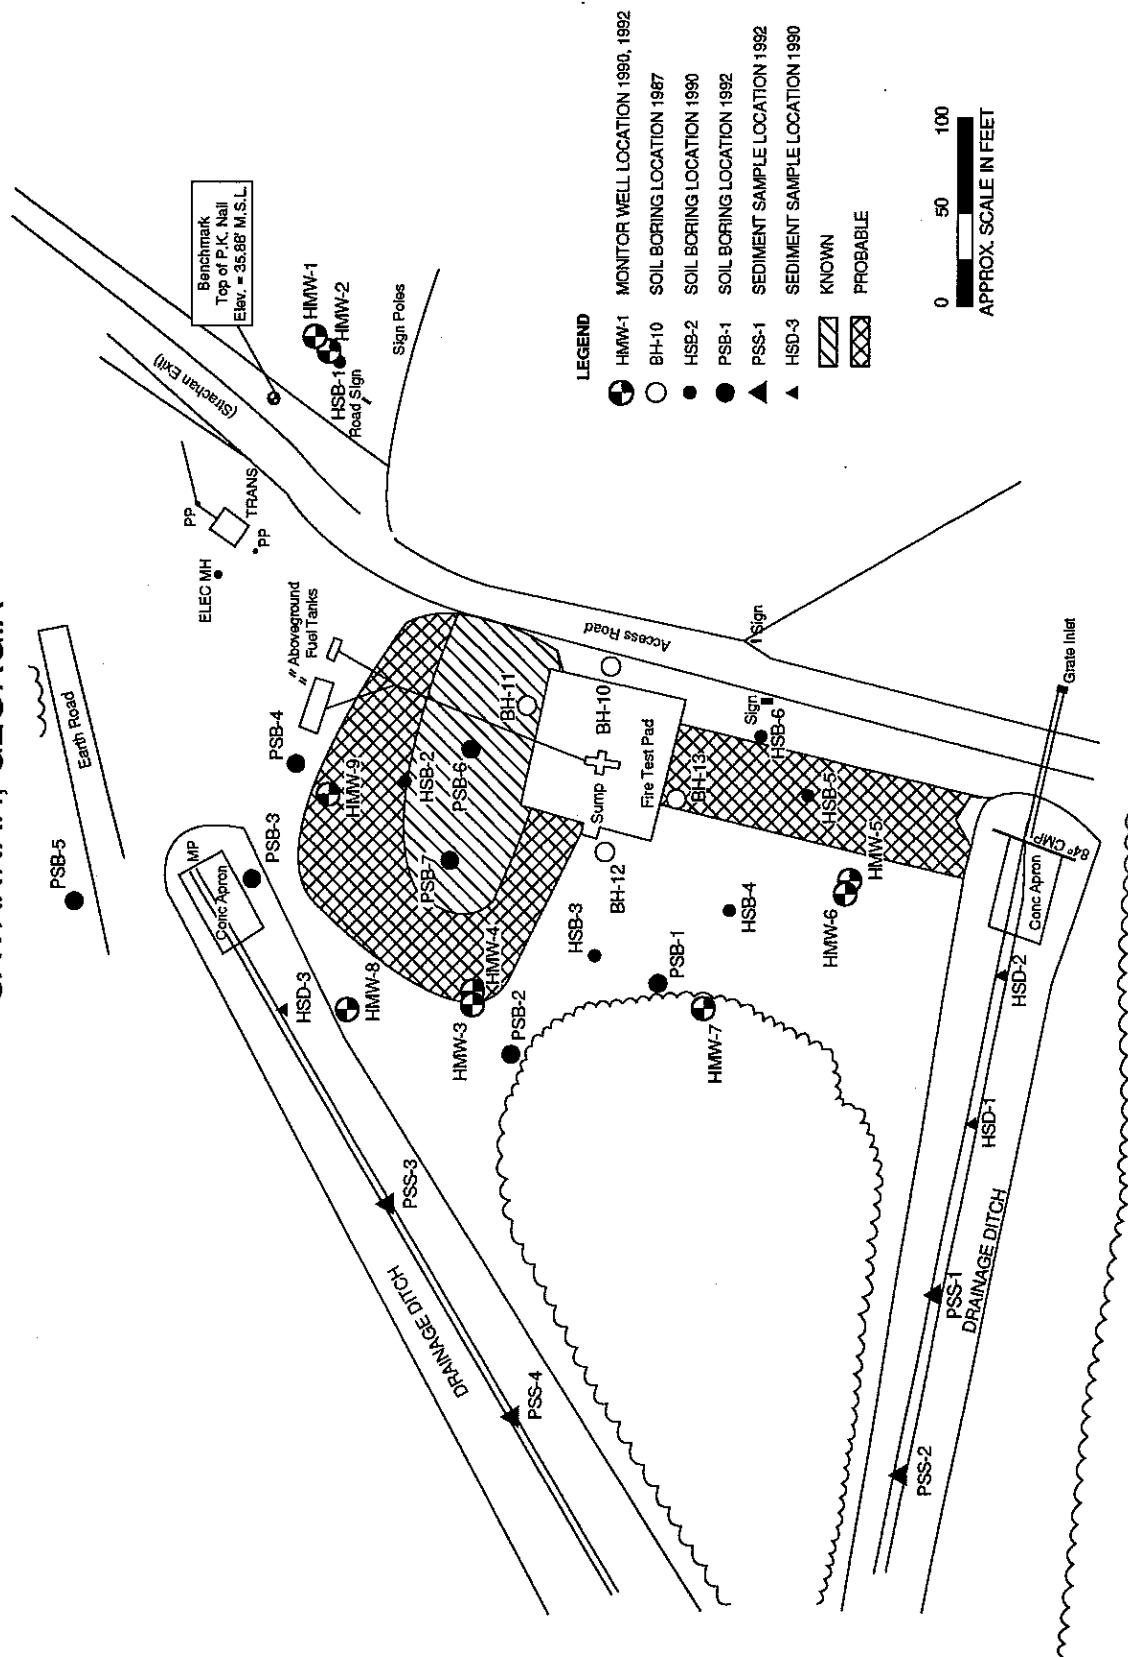 Benchmark
Top of P.K. Nail
Elev. = 35.86' M.S.L.
(Strachan Exit)
HMW-1
HMW-2
HSB-1
Road Sign
Sign Poles
PP
TRANS
PP
ELEC MH
Earth Road
PSB-5
Aboveground
Fuel Tanks
PSB-4
PSB-3
MP
Conc Apron
HMW-9
HSB-2
PSB-6
PSB-7
BH-11
BH-10
Access Road
Sign
Sign
HSB-6
Sump
Fire Test Pad
BH-13
HSB-5
BH-12
HSB-3
HSB-4
HMW-5
HMW-6
HSD-3
HMW-8
HMW-4
HMW-3
PSB-2
PSB-1
HMW-7
Grate Inlet
84" CMP
Conc Apron
HSD-2
HSD-1
PSS-3
DRAINAGE DITCH
PSS-4
PSS-1
DRAINAGE DITCH
PSS-2
LEGEND
HMW-1 MONITOR WELL LOCATION 1990, 1992
BH-10 SOIL BORING LOCATION 1987
HSB-2 SOIL BORING LOCATION 1990
PSB-1 SOIL BORING LOCATION 1992
PSS-1 SEDIMENT SAMPLE LOCATION 1992
HSD-3 SEDIMENT SAMPLE LOCATION 1990
KNOWN
PROBABLE
0 50 100
APPROX. SCALE IN FEET